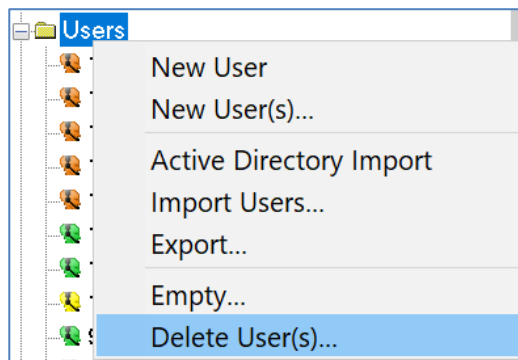 Users
New User
New User(s)...
Active Directory Import
Import Users...
Export...
Empty...
Delete User(s)...